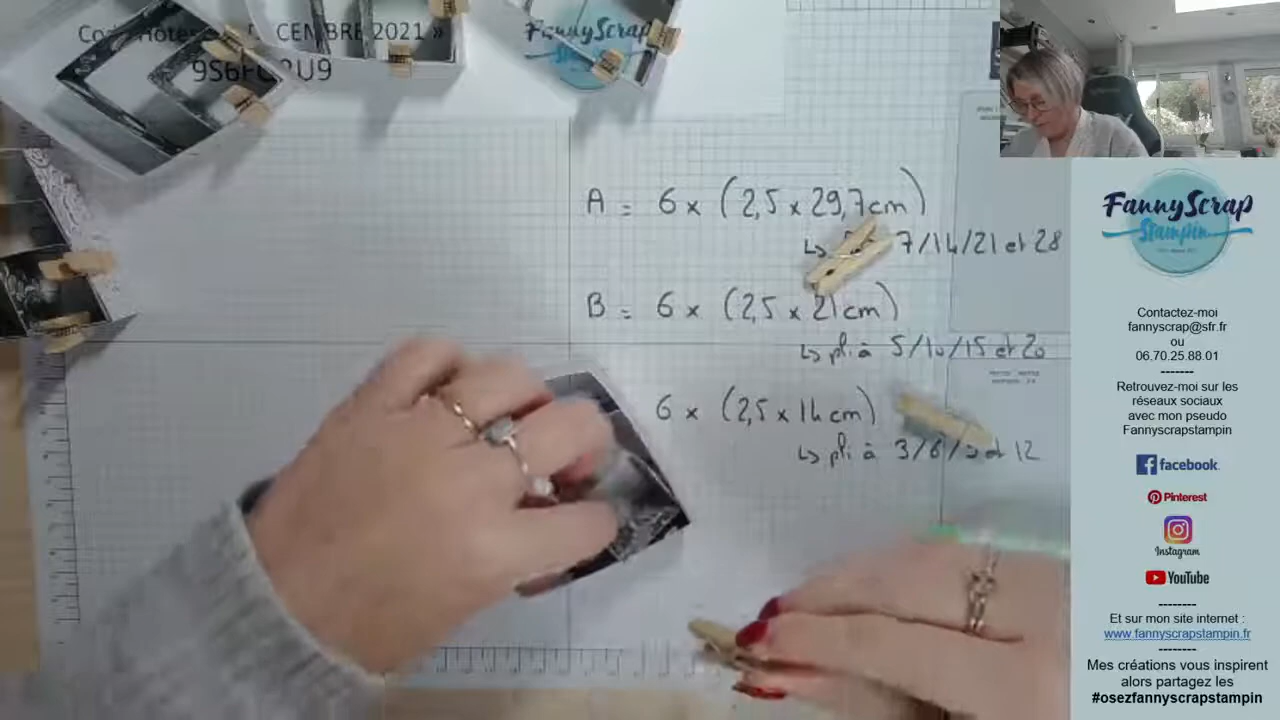 CEMBRE 2021 »
9S6F
FannyScrap
A = 6 x (2,5 x 29,7cm)
↳ 7/14/21 et 28
B = 6 x (2,5 x 21cm)
↳ pli à 5/10/15 et 20
6 x (2,5 x 14cm)
↳ pli à 3/6/ et 12
FannyScrap
Stampin
Contactez-moi
fannyscrap@sfr.fr
ou
06.70.25.88.01
-------
Retrouvez-moi sur les
réseaux sociaux
avec mon pseudo
Fannyscrapstampin
facebook
Pinterest
Instagram
YouTube
--------
Et sur mon site internet :
www.fannyscrapstampin.fr
-------
Mes créations vous inspirent
alors partagez les
#osezfannyscrapstampin